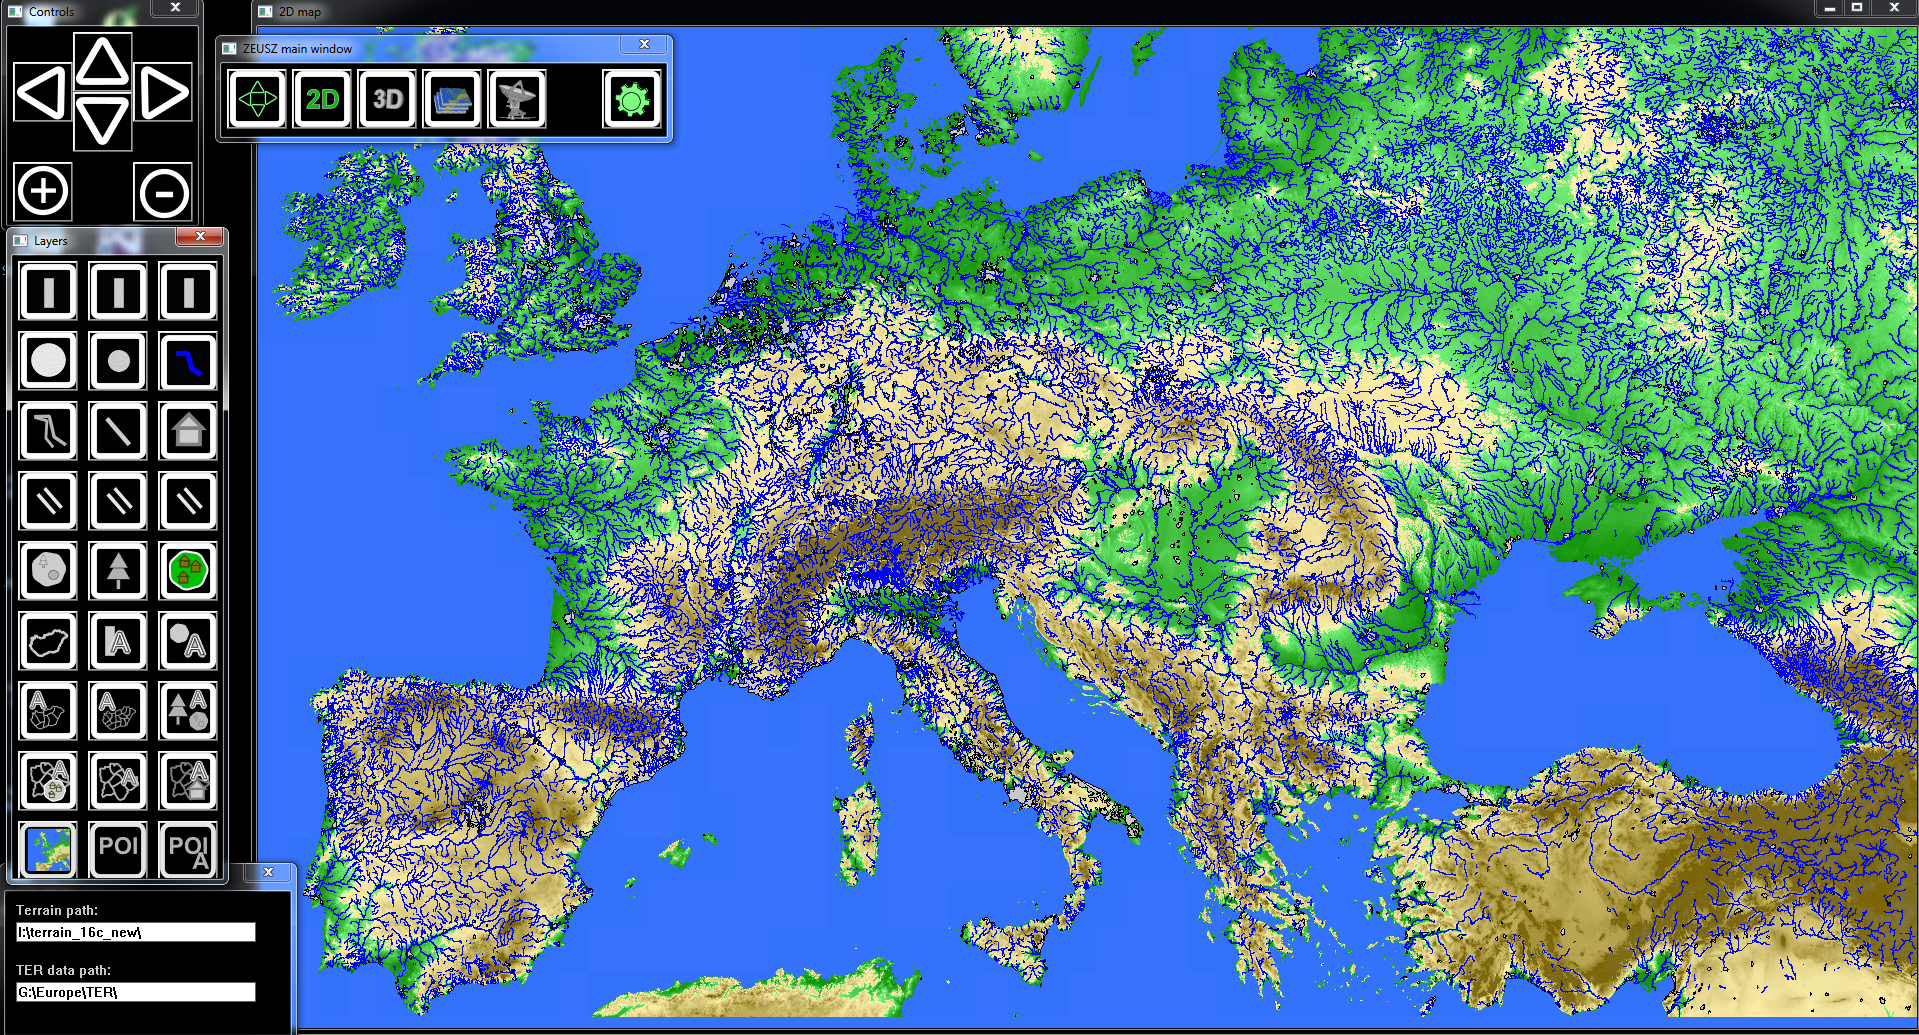 Controls
2D map
ZEUSZ main window
2D
3D
+
-
Layers
A
A
A
A
A
A
A
A
POI
POI
A
Terrain path:
I:\terrain_16c_new\
TER data path:
G:\Europe\TER\